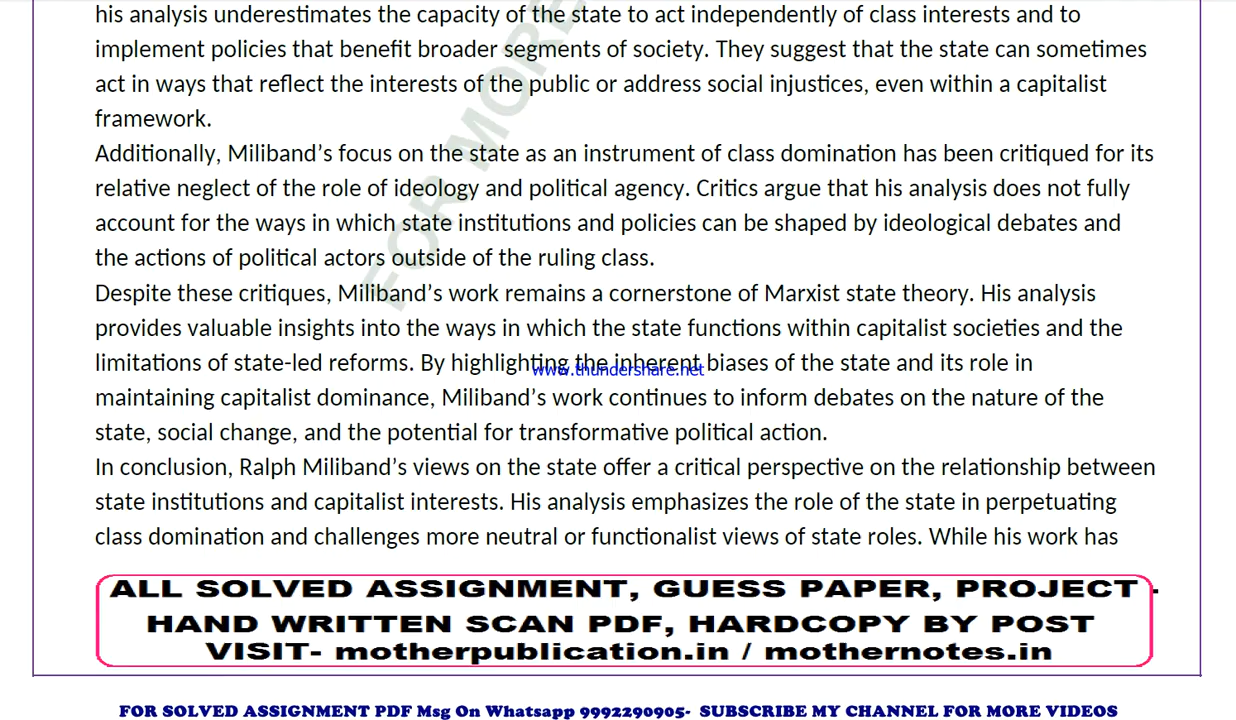 his analysis underestimates the capacity of the state to act independently of class interests and to
implement policies that benefit broader segments of society. They suggest that the state can sometimes
act in ways that reflect the interests of the public or address social injustices, even within a capitalist
framework.
Additionally, Miliband’s focus on the state as an instrument of class domination has been critiqued for its
relative neglect of the role of ideology and political agency. Critics argue that his analysis does not fully
account for the ways in which state institutions and policies can be shaped by ideological debates and
the actions of political actors outside of the ruling class.
Despite these critiques, Miliband’s work remains a cornerstone of Marxist state theory. His analysis
provides valuable insights into the ways in which the state functions within capitalist societies and the
limitations of state-led reforms. By highlighting the inherent biases of the state and its role in
www.thundershare.net
maintaining capitalist dominance, Miliband’s work continues to inform debates on the nature of the
state, social change, and the potential for transformative political action.
In conclusion, Ralph Miliband’s views on the state offer a critical perspective on the relationship between
state institutions and capitalist interests. His analysis emphasizes the role of the state in perpetuating
class domination and challenges more neutral or functionalist views of state roles. While his work has
FOR MORE
ALL SOLVED ASSIGNMENT, GUESS PAPER, PROJECT -
HAND WRITTEN SCAN PDF, HARDCOPY BY POST
VISIT- motherpublication.in / mothernotes.in
FOR SOLVED ASSIGNMENT PDF Msg On Whatsapp 9992290905- SUBSCRIBE MY CHANNEL FOR MORE VIDEOS